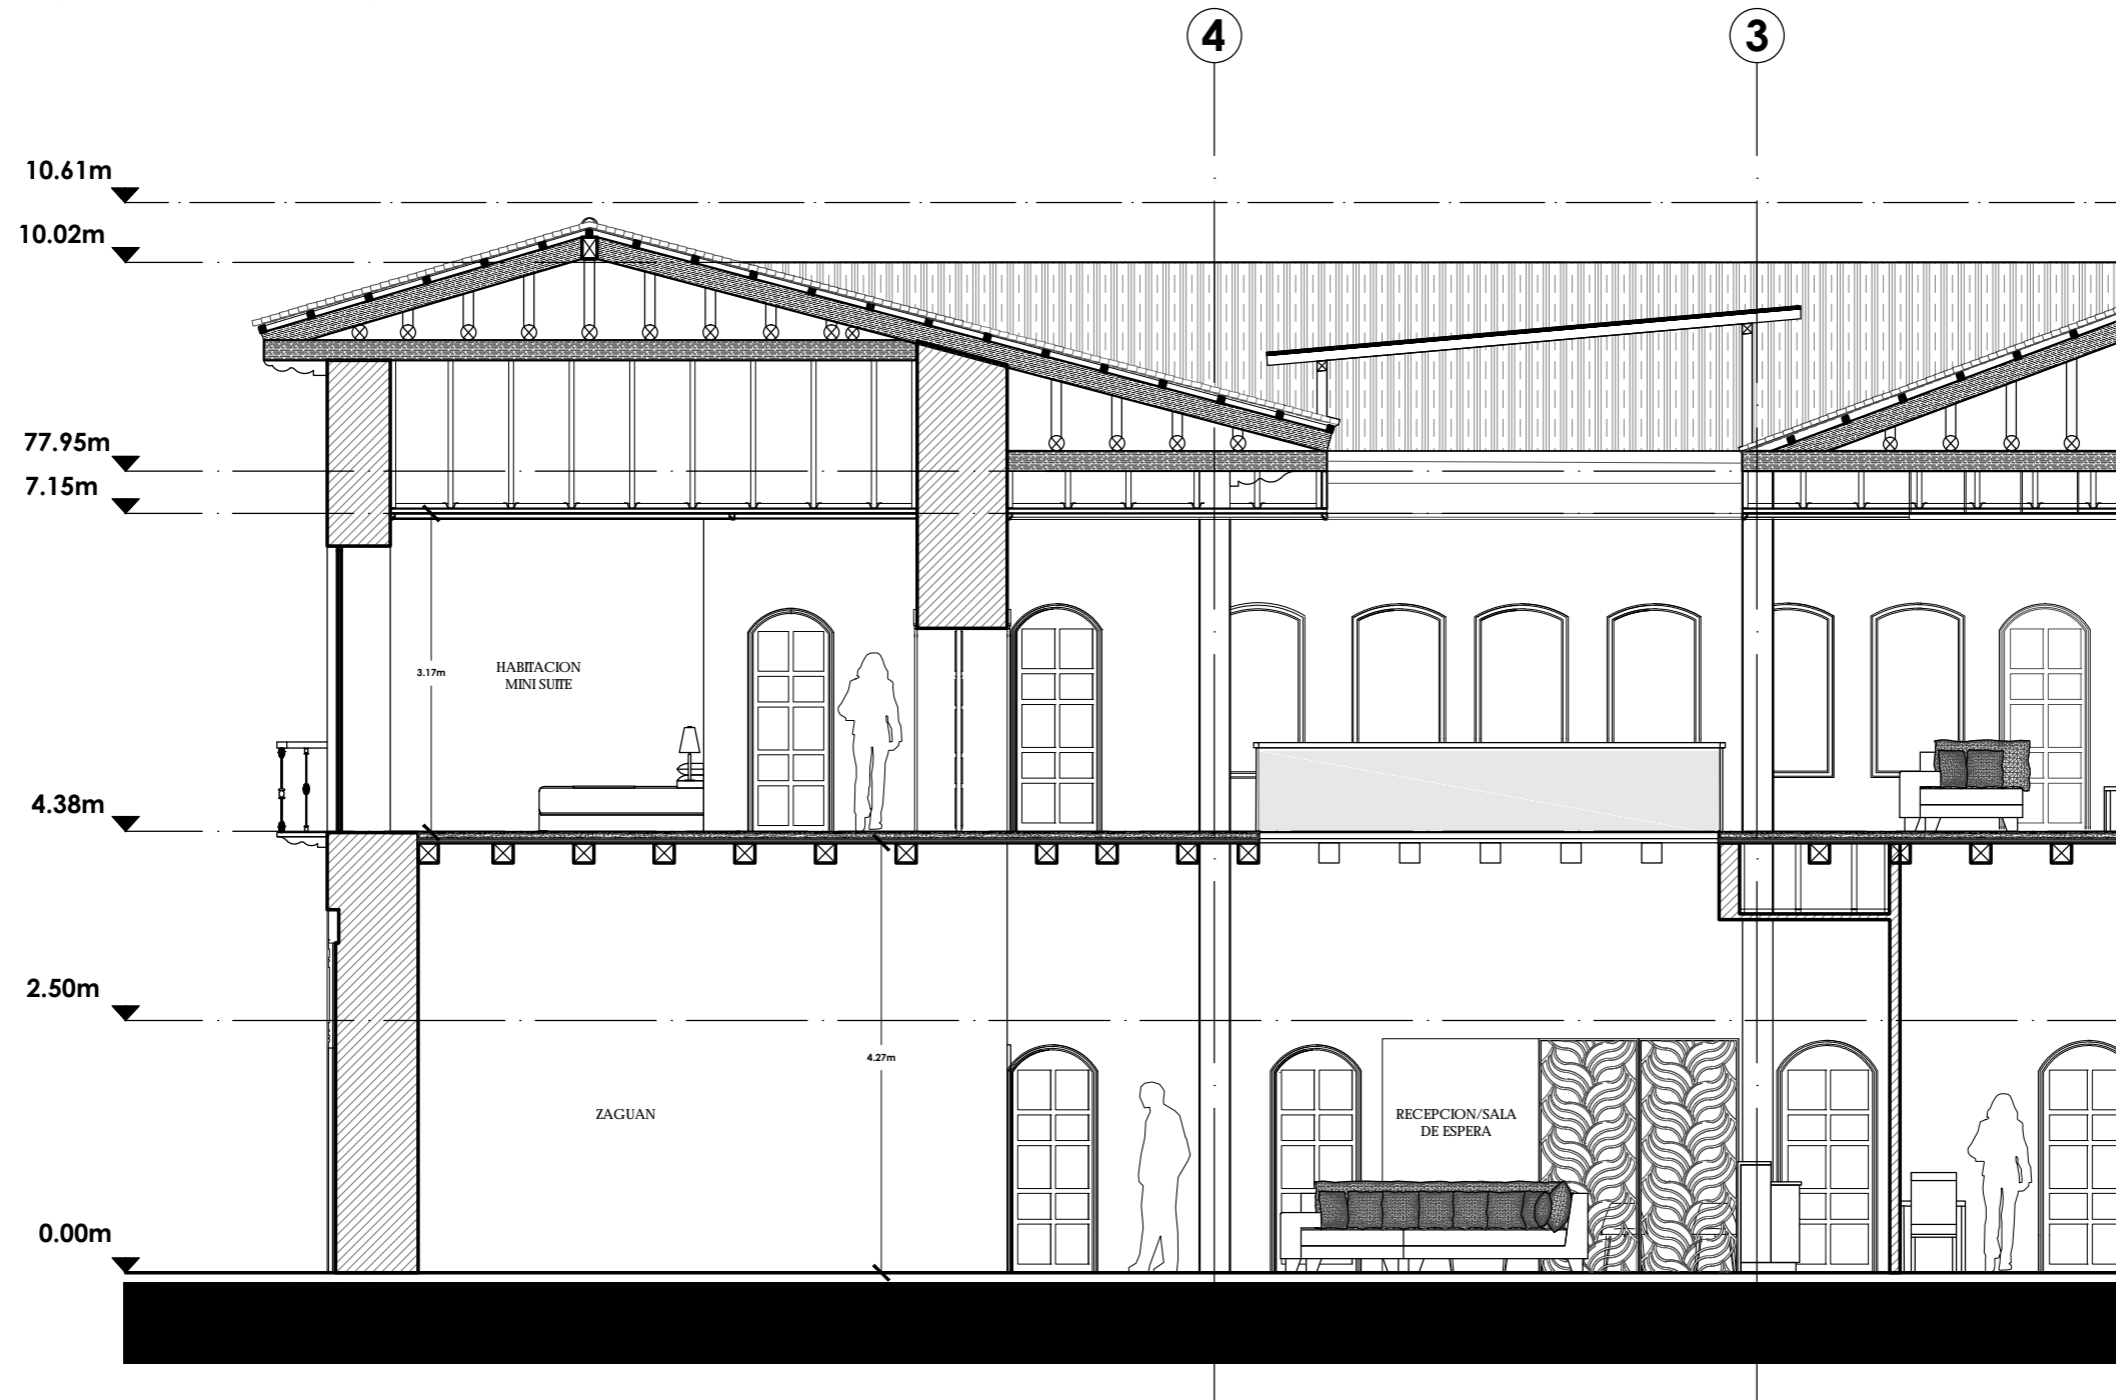 4
3
10.61m
10.02m
77.95m
7.15m
3.17m
HABITACION
MINI SUITE
4.38m
2.50m
4.27m
ZAGUAN
RECEPCION/SALA
DE ESPERA
0.00m